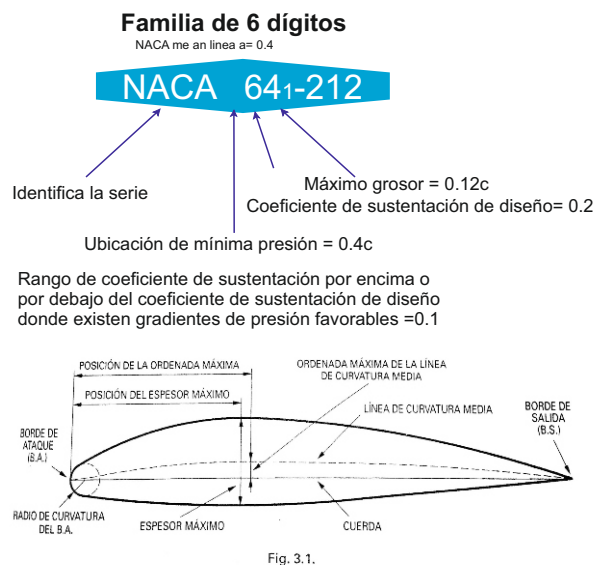 Familia de 6 dígitos
NACA me an linea a= 0.4
NACA 64₁-212
Identifica la serie
Máximo grosor = 0.12c
Coeficiente de sustentación de diseño= 0.2
Ubicación de mínima presión = 0.4c
Rango de coeficiente de sustentación por encima o
por debajo del coeficiente de sustentación de diseño
donde existen gradientes de presión favorables =0.1
POSICIÓN DE LA ORDENADA MÁXIMA
ORDENADA MÁXIMA DE LA LÍNEA
DE CURVATURA MEDIA
POSICIÓN DEL ESPESOR MÁXIMO
LÍNEA DE CURVATURA MEDIA
BORDE DE
SALIDA
(B.S.)
BORDE DE
ATAQUE
(B.A.)
RADIO DE CURVATURA
DEL B.A.
ESPESOR MÁXIMO
CUERDA
Fig. 3.1.